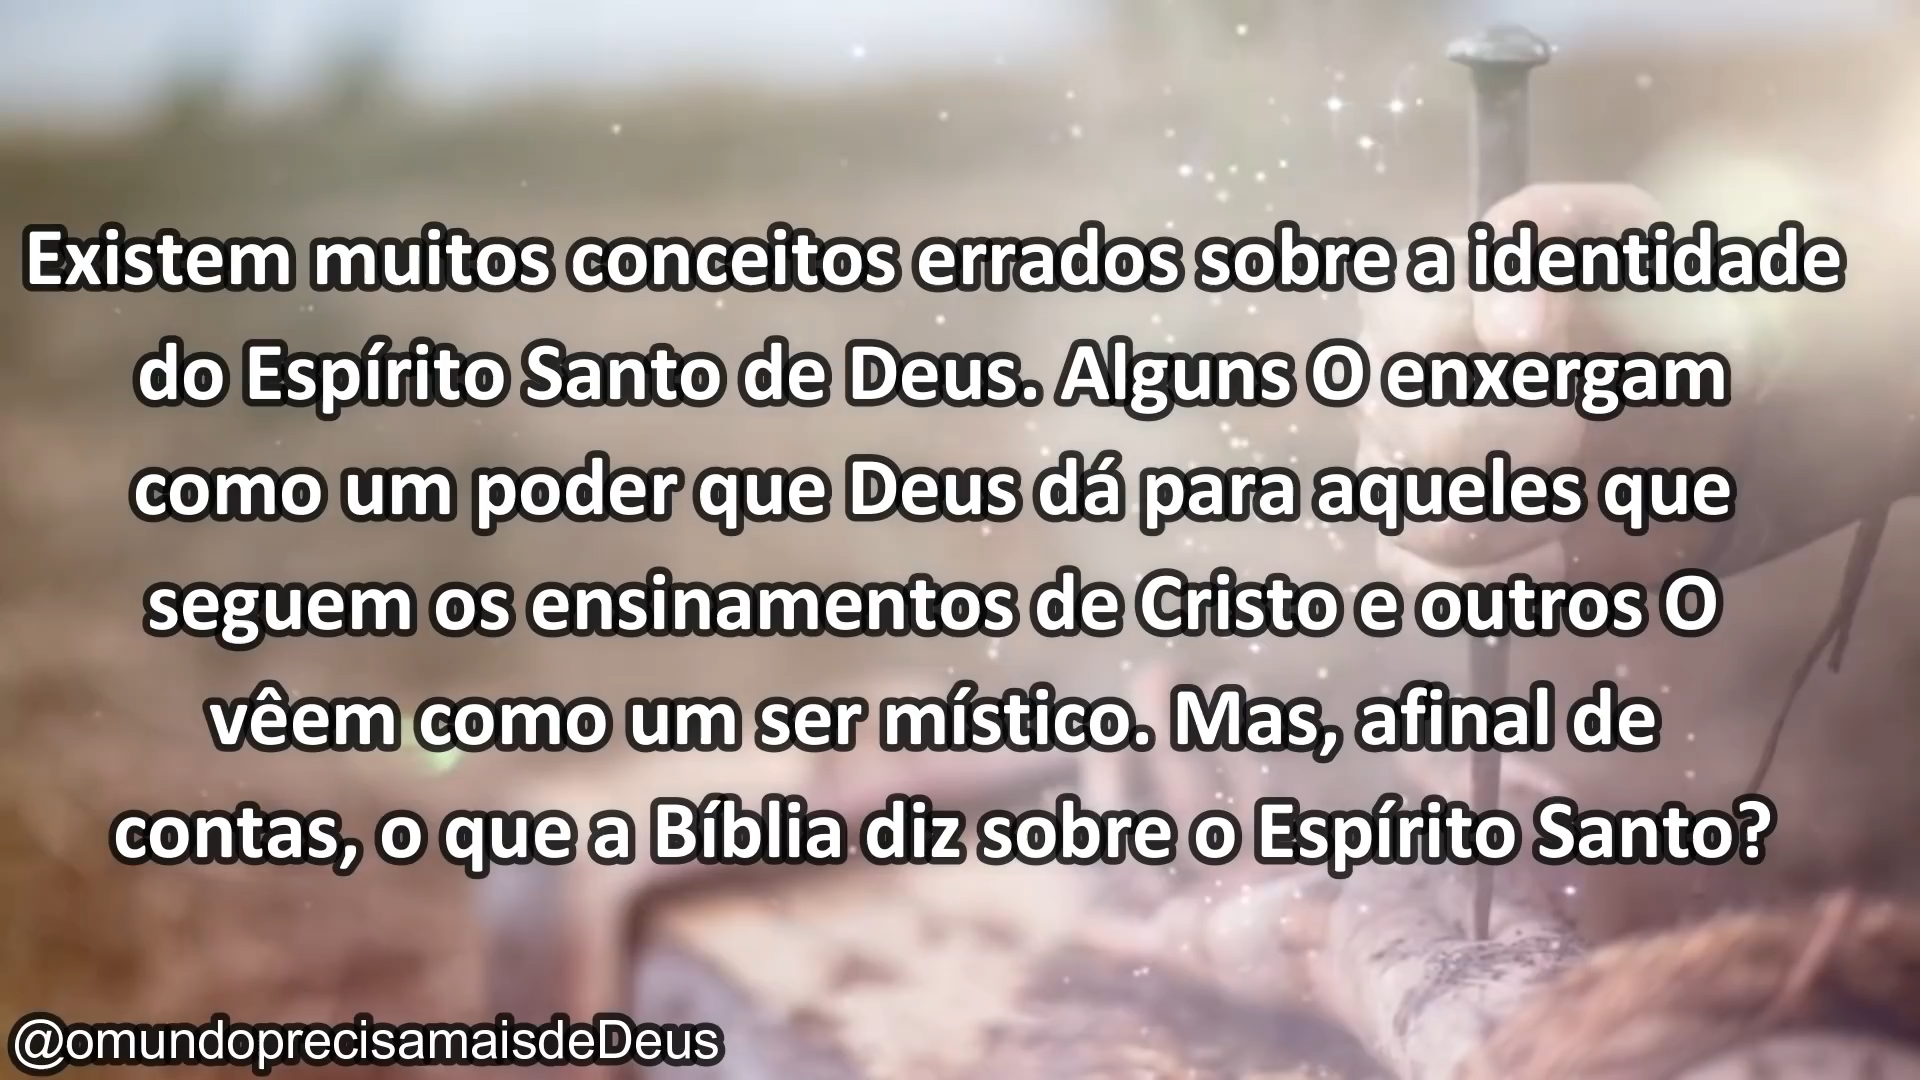 Existem muitos conceitos errados sobre a identidade
do Espírito Santo de Deus. Alguns O enxergam
como um poder que Deus dá para aqueles que
seguem os ensinamentos de Cristo e outros O
vêem como um ser místico. Mas, afinal de
contas, o que a Bíblia diz sobre o Espírito Santo?
@omundoprecisamaisdeDeus